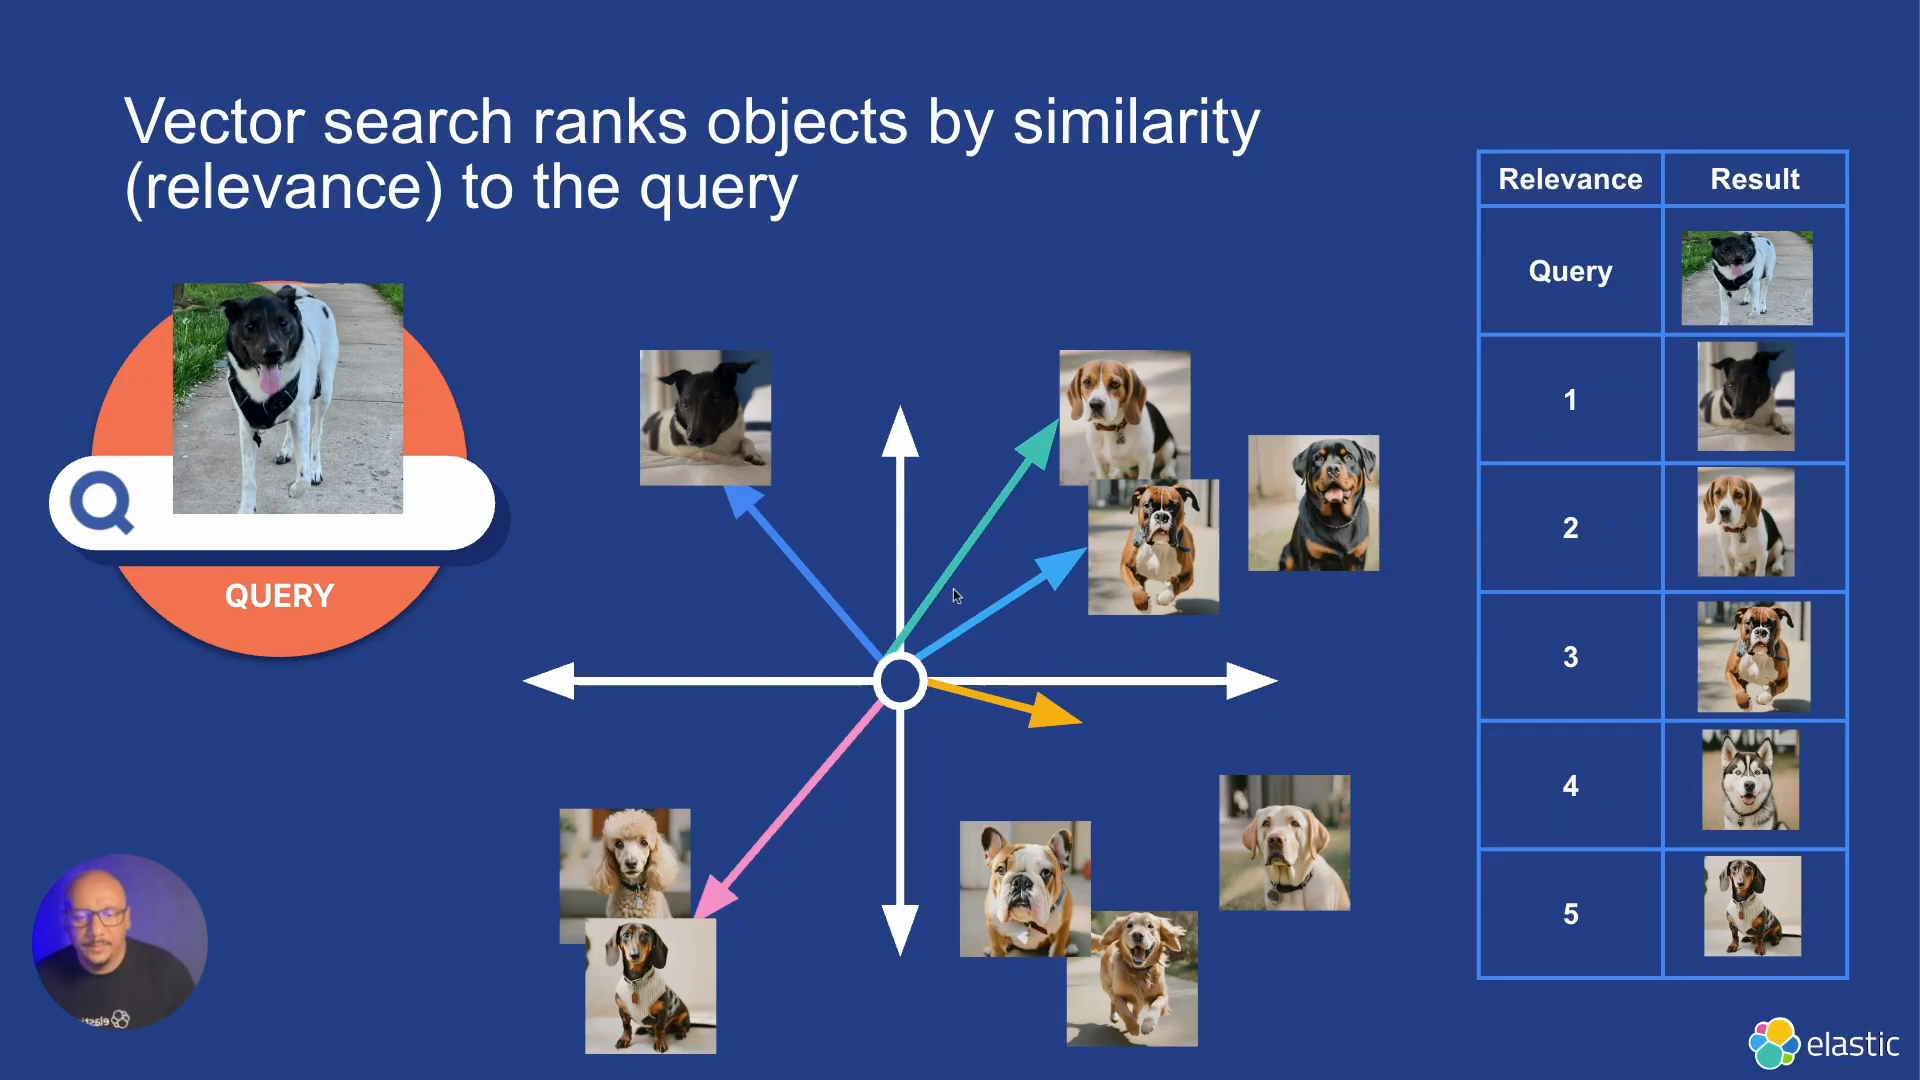 Vector search ranks objects by similarity
(relevance) to the query
QUERY
Relevance Result
Query
1
2
3
4
5
elastic
elastic